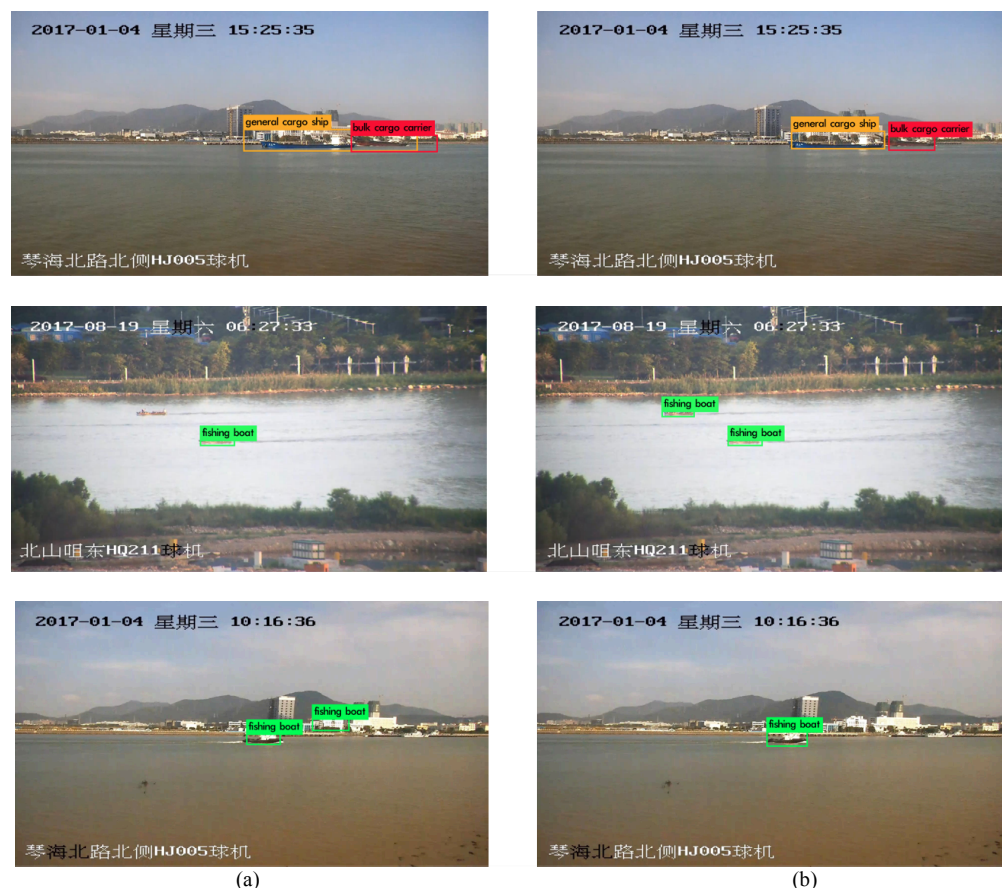 2017-01-04 星期三 15:25:35
general cargo ship
bulk cargo carrier
琴海北路北侧HJ005球机
2017-01-04 星期三 15:25:35
general cargo ship
bulk cargo carrier
琴海北路北侧HJ005球机
2017-08-19 星期六 06:27:33
fishing boat
北山咀东HQ211球机
2017-08-19 星期六 06:27:33
fishing boat
fishing boat
北山咀东HQ211球机
2017-01-04 星期三 10:16:36
fishing boat
fishing boat
琴海北路北侧HJ005球机
2017-01-04 星期三 10:16:36
fishing boat
琴海北路北侧HJ005球机
(a)
(b)